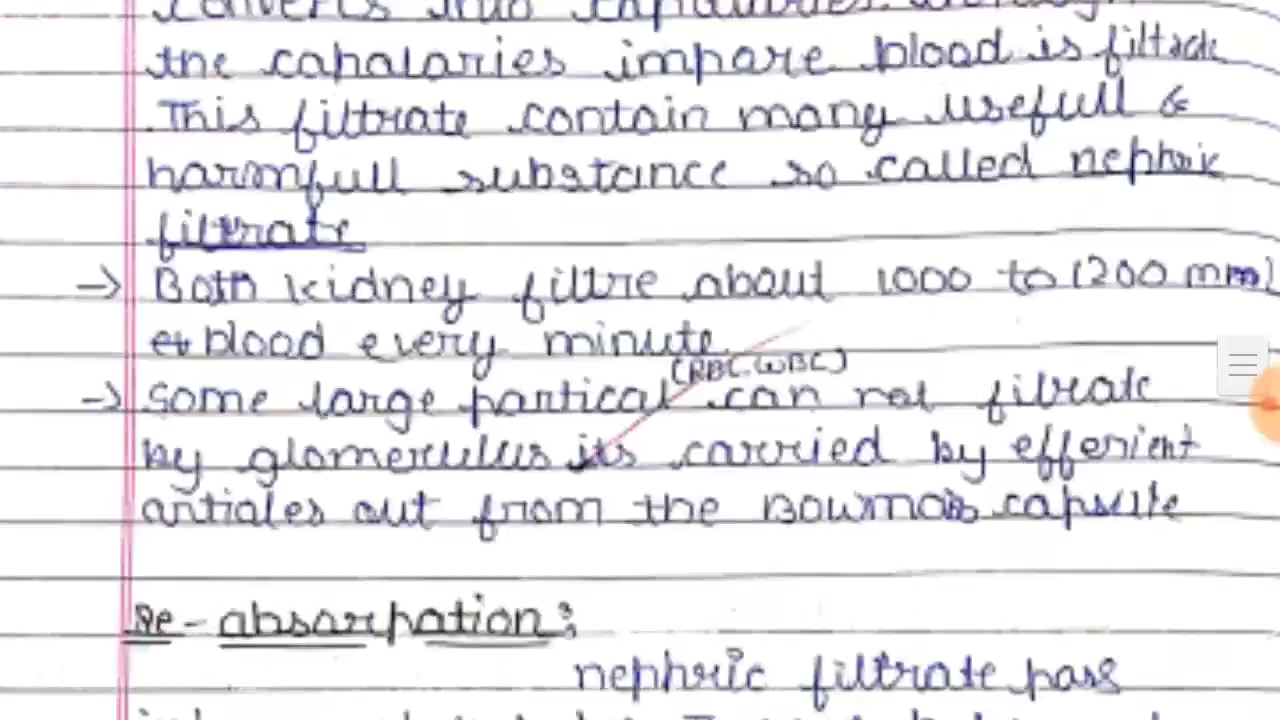 the capalaries impare blood is filtrate
This filtrate contain many usefull &
harmfull substance so called nephric
filtrate
→ Both kidney filtre about 1000 to 1200 mm)
blood every minute
(RBC, WBC)
→ some large partical can not filtrate
by glomerulus its carried by efferient
artiales out from the Bowmas capsule
Re-absarpation:
nephric filtrate pass